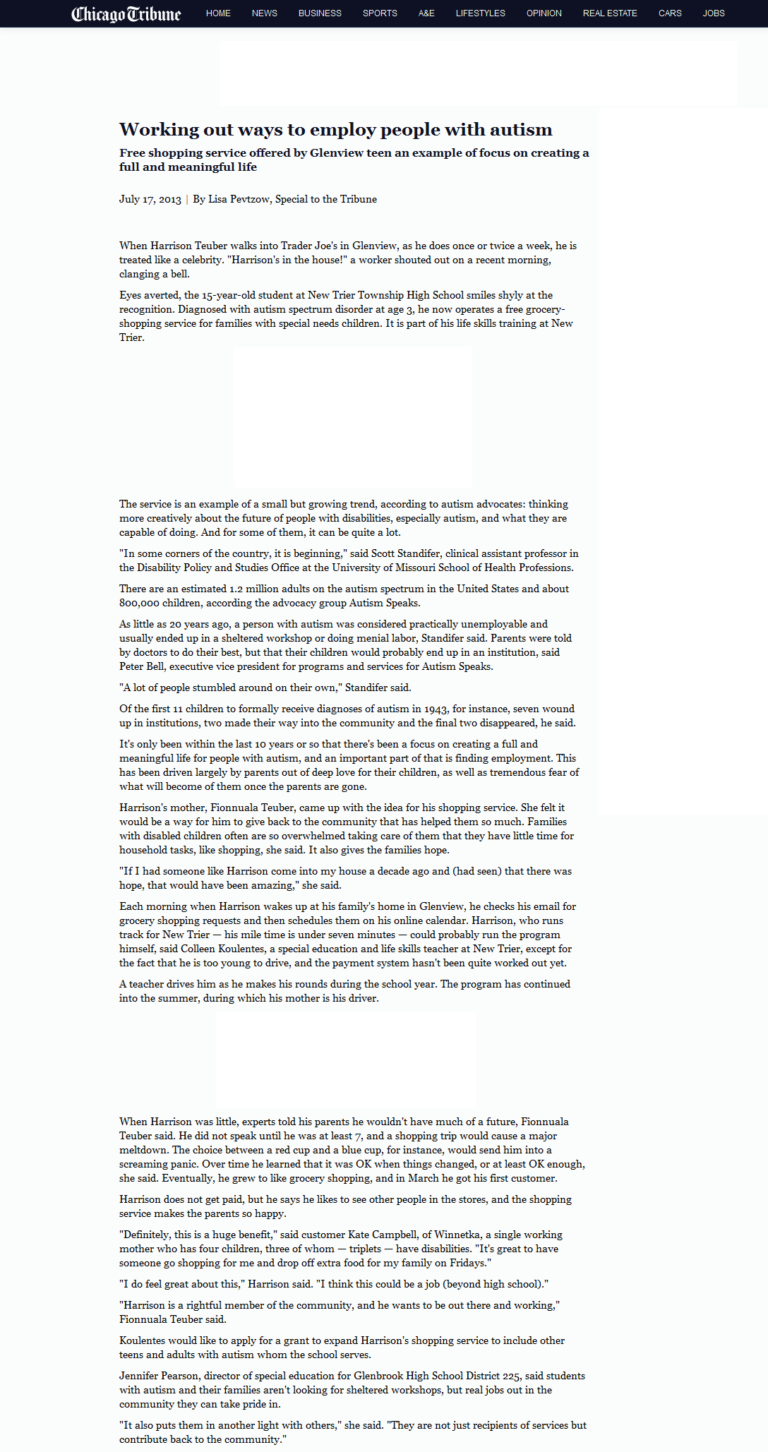 Chicago Tribune HOME NEWS BUSINESS SPORTS A&E LIFESTYLES OPINION REAL ESTATE CARS JOBS
Working out ways to employ people with autism
Free shopping service offered by Glenview teen an example of focus on creating a
full and meaningful life
July 17, 2013 | By Lisa Pevtzow, Special to the Tribune
When Harrison Teuber walks into Trader Joe's in Glenview, as he does once or twice a week, he is
treated like a celebrity. "Harrison's in the house!" a worker shouted out on a recent morning,
clanging a bell.
Eyes averted, the 15-year-old student at New Trier Township High School smiles shyly at the
recognition. Diagnosed with autism spectrum disorder at age 3, he now operates a free grocery-
shopping service for families with special needs children. It is part of his life skills training at New
Trier.
The service is an example of a small but growing trend, according to autism advocates: thinking
more creatively about the future of people with disabilities, especially autism, and what they are
capable of doing. And for some of them, it can be quite a lot.
"In some corners of the country, it is beginning," said Scott Standifer, clinical assistant professor in
the Disability Policy and Studies Office at the University of Missouri School of Health Professions.
There are an estimated 1.2 million adults on the autism spectrum in the United States and about
800,000 children, according the advocacy group Autism Speaks.
As little as 20 years ago, a person with autism was considered practically unemployable and
usually ended up in a sheltered workshop or doing menial labor, Standifer said. Parents were told
by doctors to do their best, but that their children would probably end up in an institution, said
Peter Bell, executive vice president for programs and services for Autism Speaks.
"A lot of people stumbled around on their own," Standifer said.
Of the first 11 children to formally receive diagnoses of autism in 1943, for instance, seven wound
up in institutions, two made their way into the community and the final two disappeared, he said.
It's only been within the last 10 years or so that there's been a focus on creating a full and
meaningful life for people with autism, and an important part of that is finding employment. This
has been driven largely by parents out of deep love for their children, as well as tremendous fear of
what will become of them once the parents are gone.
Harrison's mother, Fionnuala Teuber, came up with the idea for his shopping service. She felt it
would be a way for him to give back to the community that has helped them so much. Families
with disabled children often are so overwhelmed taking care of them that they have little time for
household tasks, like shopping, she said. It also gives the families hope.
"If I had someone like Harrison come into my house a decade ago and (had seen) that there was
hope, that would have been amazing," she said.
Each morning when Harrison wakes up at his family's home in Glenview, he checks his email for
grocery shopping requests and then schedules them on his online calendar. Harrison, who runs
track for New Trier — his mile time is under seven minutes — could probably run the program
himself, said Colleen Koulentes, a special education and life skills teacher at New Trier, except for
the fact that he is too young to drive, and the payment system hasn't been quite worked out yet.
A teacher drives him as he makes his rounds during the school year. The program has continued
into the summer, during which his mother is his driver.
When Harrison was little, experts told his parents he wouldn't have much of a future, Fionnuala
Teuber said. He did not speak until he was at least 7, and a shopping trip would cause a major
meltdown. The choice between a red cup and a blue cup, for instance, would send him into a
screaming panic. Over time he learned that it was OK when things changed, or at least OK enough,
she said. Eventually, he grew to like grocery shopping, and in March he got his first customer.
Harrison does not get paid, but he says he likes to see other people in the stores, and the shopping
service makes the parents so happy.
"Definitely, this is a huge benefit," said customer Kate Campbell, of Winnetka, a single working
mother who has four children, three of whom — triplets — have disabilities. "It's great to have
someone go shopping for me and drop off extra food for my family on Fridays."
"I do feel great about this," Harrison said. "I think this could be a job (beyond high school)."
"Harrison is a rightful member of the community, and he wants to be out there and working,"
Fionnuala Teuber said.
Koulentes would like to apply for a grant to expand Harrison's shopping service to include other
teens and adults with autism whom the school serves.
Jennifer Pearson, director of special education for Glenbrook High School District 225, said students
with autism and their families aren't looking for sheltered workshops, but real jobs out in the
community they can take pride in.
"It also puts them in another light with others," she said. "They are not just recipients of services but
contribute back to the community."